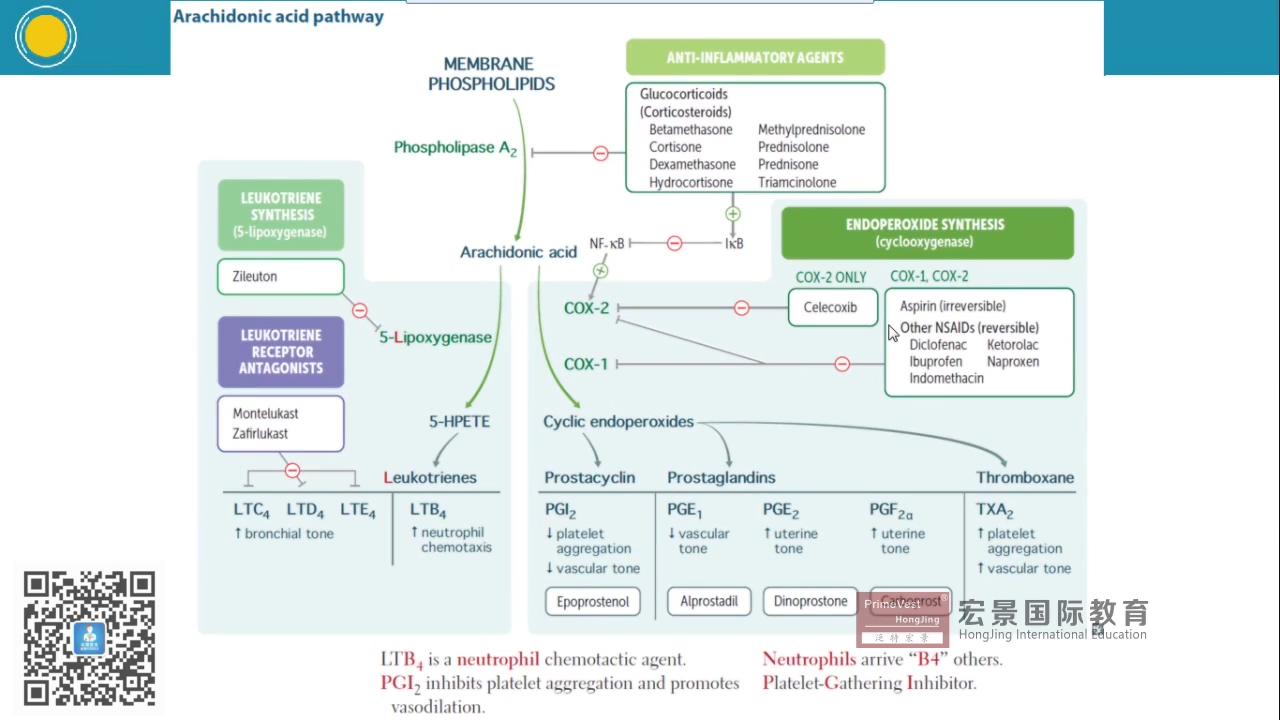 Arachidonic acid pathway
MEMBRANE
PHOSPHOLIPIDS
ANTI-INFLAMMATORY AGENTS
Glucocorticoids
(Corticosteroids)
Betamethasone Methylprednisolone
Cortisone Prednisolone
Dexamethasone Prednisone
Hydrocortisone Triamcinolone
Phospholipase A2
LEUKOTRIENE
SYNTHESIS
(5-lipoxygenase)
Zileuton
LEUKOTRIENE
RECEPTOR
ANTAGONISTS
Montelukast
Zafirlukast
Arachidonic acid
NF-κB
IκB
ENDOPEROXIDE SYNTHESIS
(cyclooxygenase)
COX-2 ONLY
COX-1, COX-2
Celecoxib
Aspirin (irreversible)
Other NSAIDs (reversible)
Diclofenac Ketorolac
Ibuprofen Naproxen
Indomethacin
COX-2
COX-1
5-Lipoxygenase
5-HPETE
Cyclic endoperoxides
Leukotrienes
Prostacyclin
Prostaglandins
Thromboxane
LTC4 LTD4 LTE4
↑ bronchial tone
LTB4
↑ neutrophil
chemotaxis
PGI2
↓ platelet
aggregation
↓ vascular tone
Epoprostenol
PGE1
↓ vascular
tone
Alprostadil
PGE2
↑ uterine
tone
Dinoprostone
PGF2α
↑ uterine
tone
Carboprost
TXA2
↑ platelet
aggregation
↑ vascular tone
PrimeVest®
HongJing
宏景国际教育
HongJing International Education
LTB4 is a neutrophil chemotactic agent.
PGI2 inhibits platelet aggregation and promotes
vasodilation.
Neutrophils arrive “B4” others.
Platelet-Gathering Inhibitor.